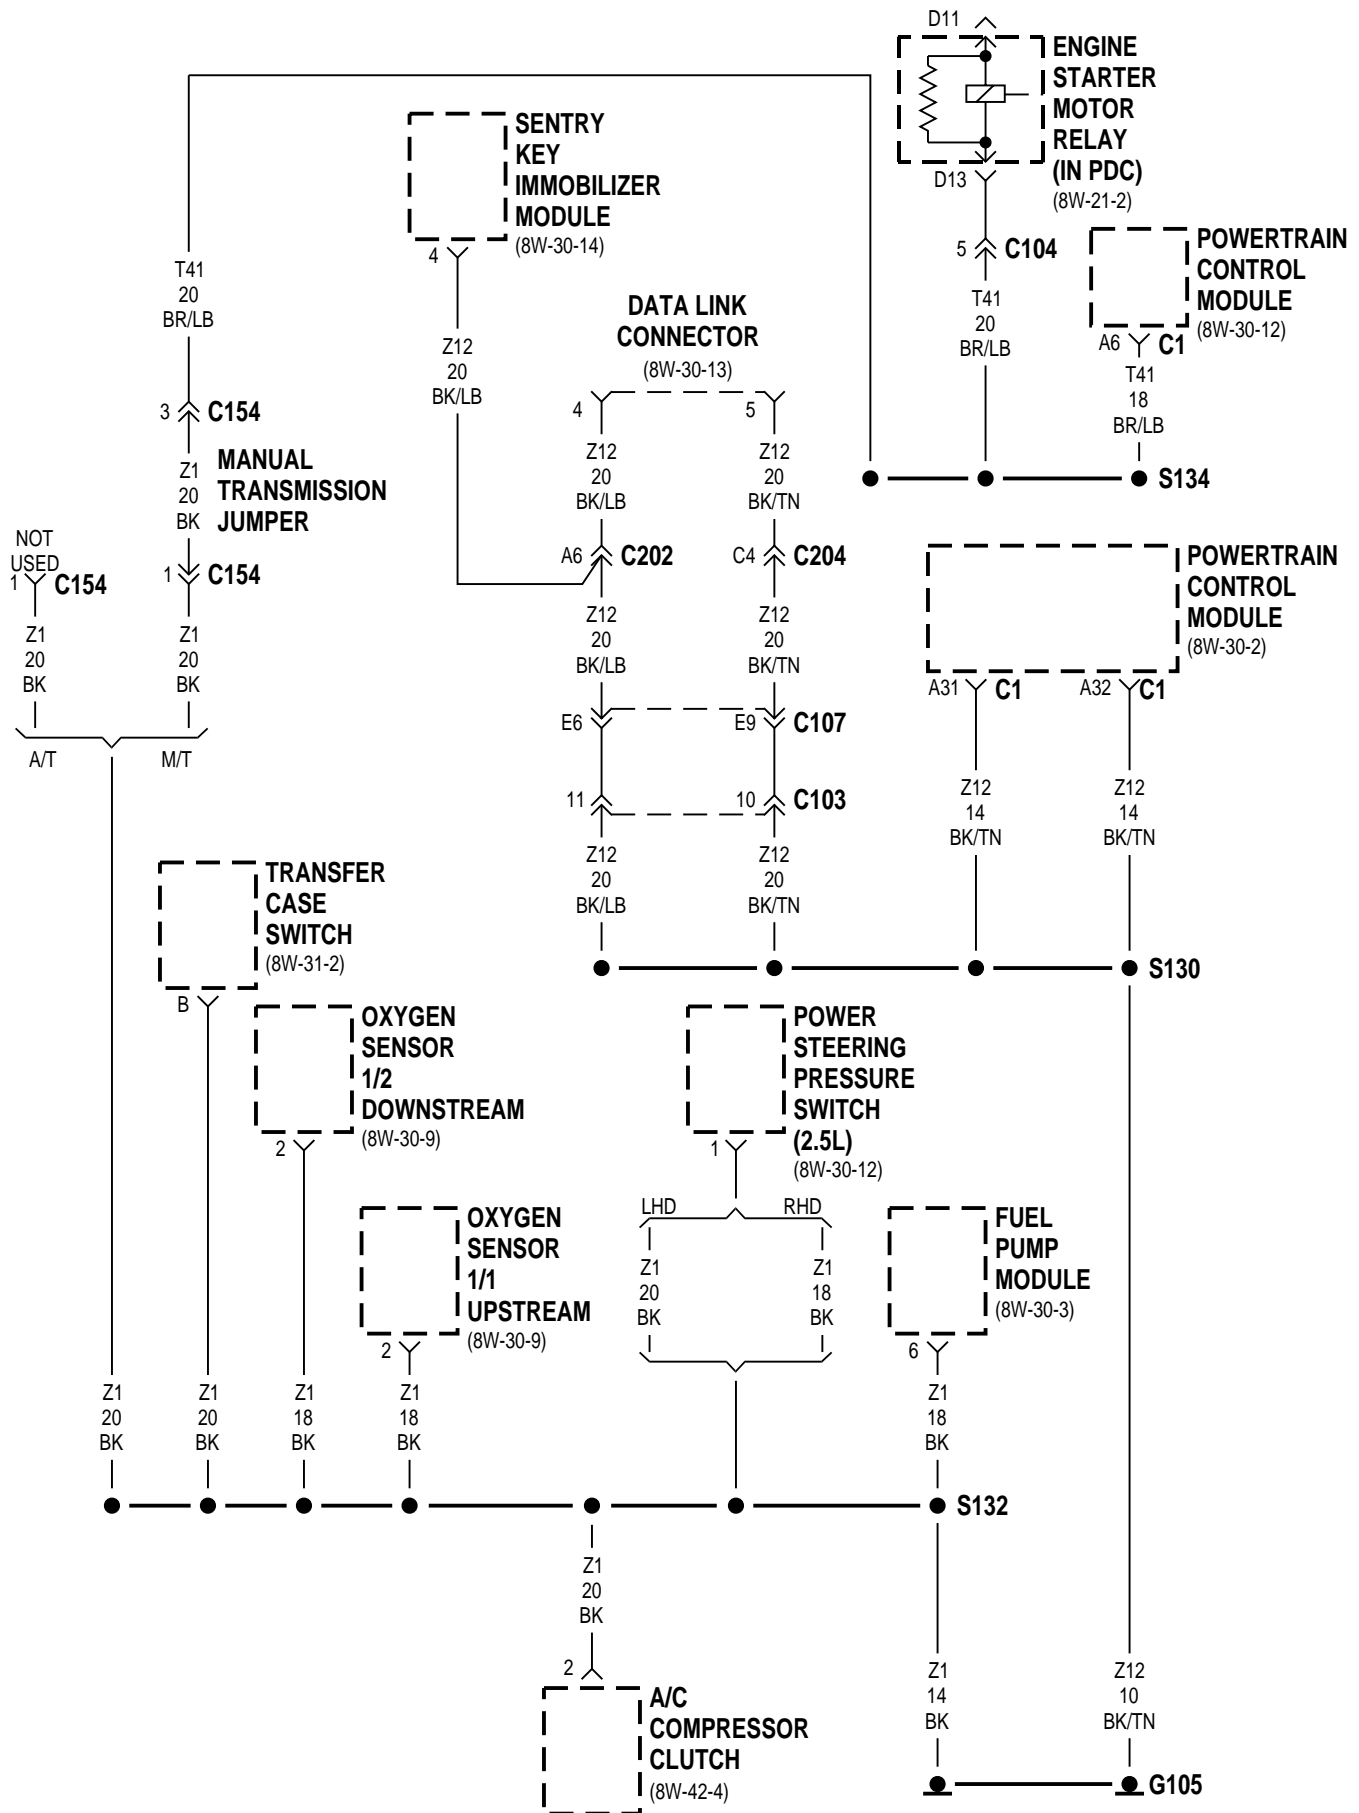 D11
ENGINE
STARTER
MOTOR
RELAY
(IN PDC)
(8W-21-2)
D13
5
C104
T41
20
BR/LB
SENTRY
KEY
IMMOBILIZER
MODULE
(8W-30-14)
4
Z12
20
BK/LB
T41
20
BR/LB
3
C154
Z1
20
BK
MANUAL
TRANSMISSION
JUMPER
1
C154
Z1
20
BK
NOT
USED
1
C154
Z1
20
BK
A/T
M/T
DATA LINK
CONNECTOR
(8W-30-13)
4
5
Z12
20
BK/LB
Z12
20
BK/TN
A6
C202
C4
C204
Z12
20
BK/LB
Z12
20
BK/TN
E6
E9
C107
11
10
C103
Z12
20
BK/LB
Z12
20
BK/TN
POWERTRAIN
CONTROL
MODULE
(8W-30-12)
A6
C1
T41
18
BR/LB
S134
POWERTRAIN
CONTROL
MODULE
(8W-30-2)
A31
C1
A32
C1
Z12
14
BK/TN
Z12
14
BK/TN
S130
TRANSFER
CASE
SWITCH
(8W-31-2)
B
OXYGEN
SENSOR
1/2
DOWNSTREAM
(8W-30-9)
2
OXYGEN
SENSOR
1/1
UPSTREAM
(8W-30-9)
2
POWER
STEERING
PRESSURE
SWITCH
(2.5L)
(8W-30-12)
1
LHD
RHD
Z1
20
BK
Z1
18
BK
FUEL
PUMP
MODULE
(8W-30-3)
6
Z1
20
BK
Z1
20
BK
Z1
18
BK
Z1
18
BK
Z1
18
BK
S132
Z1
20
BK
2
A/C
COMPRESSOR
CLUTCH
(8W-42-4)
Z1
14
BK
Z12
10
BK/TN
G105